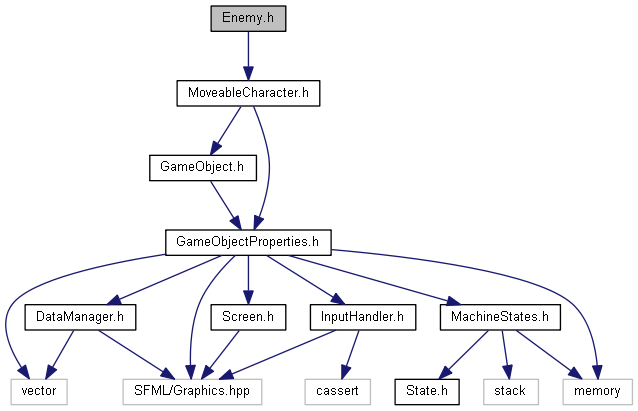 Enemy.h
MoveableCharacter.h
GameObject.h
GameObjectProperties.h
DataManager.h
Screen.h
InputHandler.h
MachineStates.h
vector
SFML/Graphics.hpp
cassert
State.h
stack
memory